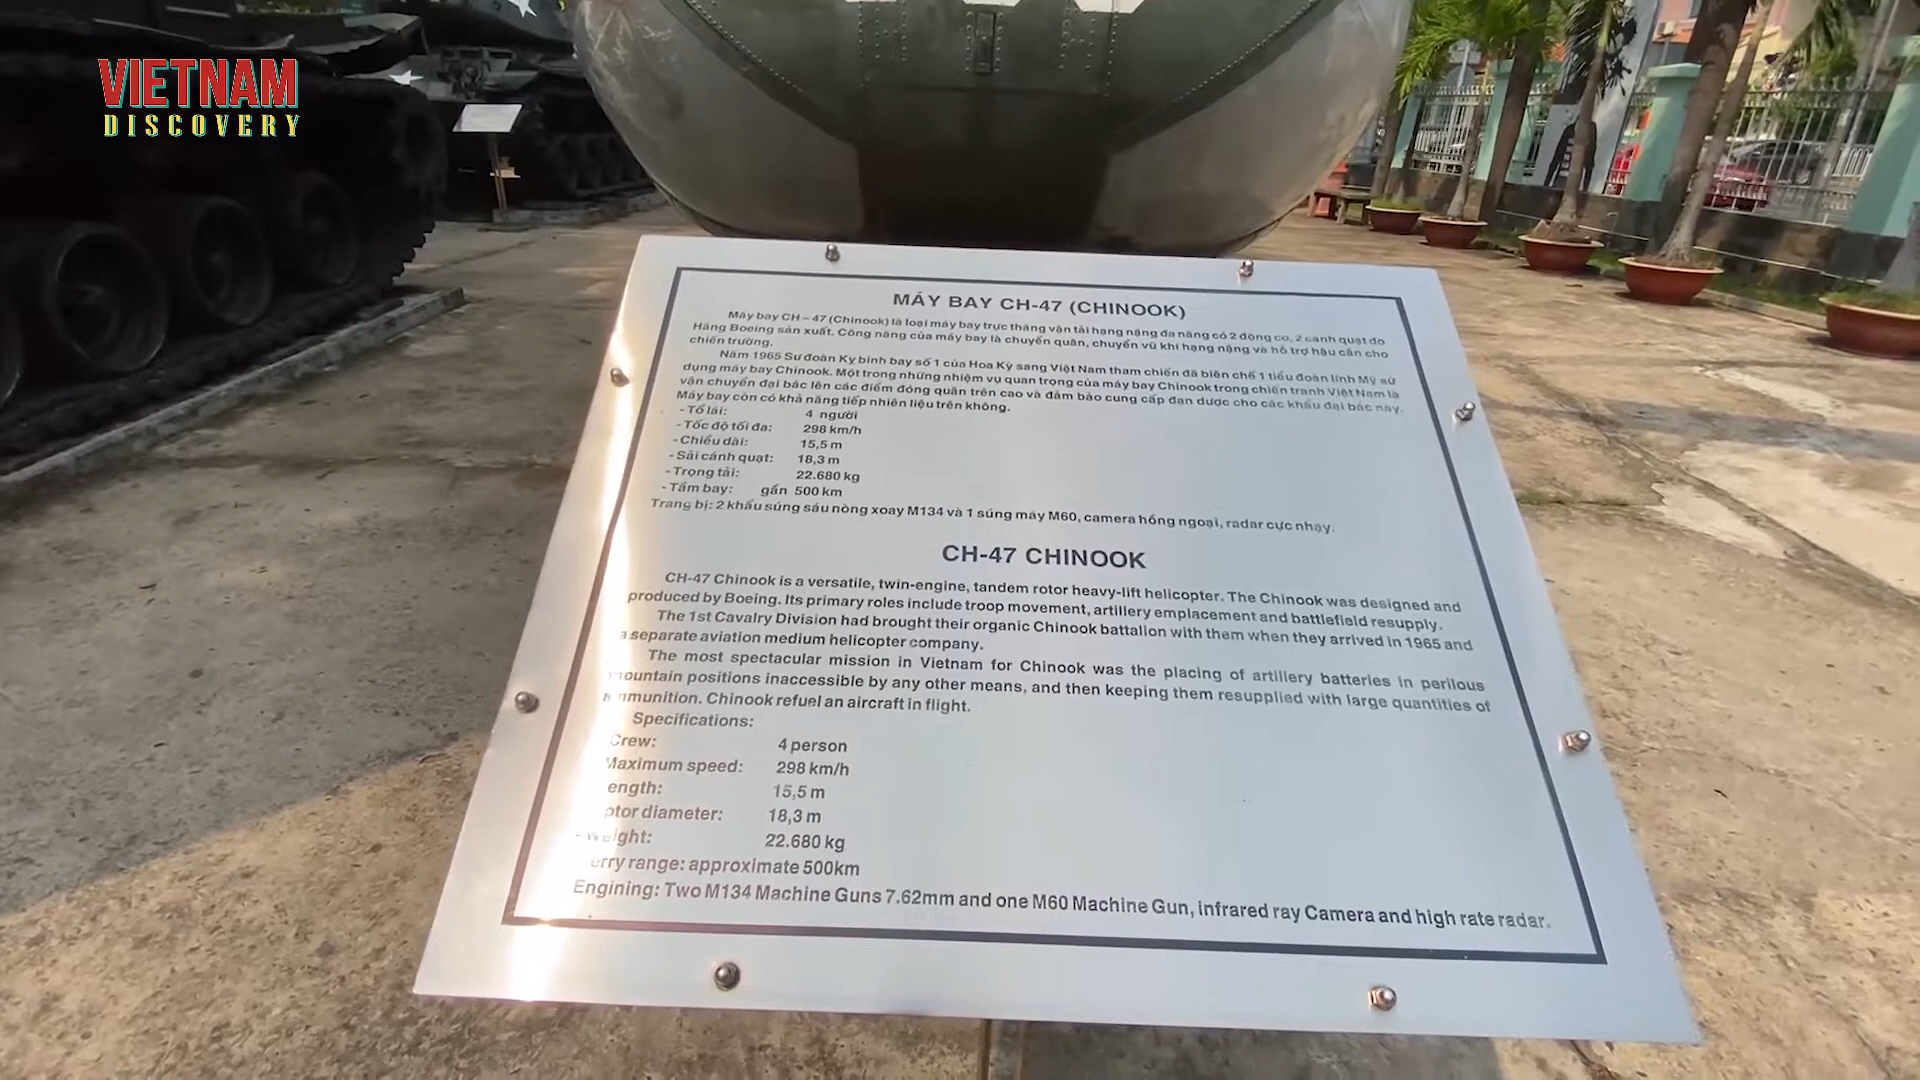 VIETNAM
DISCOVERY
MÁY BAY CH-47 (CHINOOK)
Máy bay CH – 47 (Chinook) là loại máy bay trực thăng vận tải hạng nặng đa năng có 2 động cơ, 2 cánh quạt do
Hãng Boeing sản xuất. Công năng của máy bay là chuyển quân, chuyển vũ khí hạng nặng và hỗ trợ hậu cần cho
chiến trường.
Năm 1965 Sư đoàn Kỵ binh bay số 1 của Hoa Kỳ sang Việt Nam tham chiến đã biên chế 1 tiểu đoàn lính Mỹ sử
dụng máy bay Chinook. Một trong những nhiệm vụ quan trọng của máy bay Chinook trong chiến tranh Việt Nam là
vận chuyển đại bác lên các điểm đóng quân trên cao và đảm bảo cung cấp đạn dược cho các khẩu đại bác này.
Máy bay còn có khả năng tiếp nhiên liệu trên không.
- Tổ lái: 4 người
- Tốc độ tối đa: 298 km/h
- Chiều dài: 15,5 m
- Sải cánh quạt: 18,3 m
- Trọng tải: 22.680 kg
- Tầm bay: gần 500 km
Trang bị: 2 khẩu súng sáu nòng xoay M134 và 1 súng máy M60, camera hồng ngoại, radar cực nhạy.
CH-47 CHINOOK
CH-47 Chinook is a versatile, twin-engine, tandem rotor heavy-lift helicopter. The Chinook was designed and
produced by Boeing. Its primary roles include troop movement, artillery emplacement and battlefield resupply.
The 1st Cavalry Division had brought their organic Chinook battalion with them when they arrived in 1965 and
a separate aviation medium helicopter company.
The most spectacular mission in Vietnam for Chinook was the placing of artillery batteries in perilous
mountain positions inaccessible by any other means, and then keeping them resupplied with large quantities of
ammunition. Chinook refuel an aircraft in flight.
Specifications:
Crew: 4 person
Maximum speed: 298 km/h
ength: 15,5 m
otor diameter: 18,3 m
- Weight: 22.680 kg
erry range: approximate 500km
Engining: Two M134 Machine Guns 7.62mm and one M60 Machine Gun, infrared ray Camera and high rate radar.